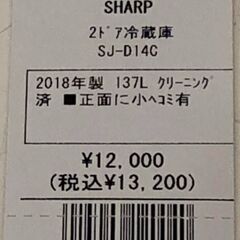 SHARP
2ﾄﾞｱ冷蔵庫
SJ-D14C
2018年製 137L ｸﾘｰﾆﾝｸﾞ
済 ■正面に小ﾍｺﾐ有
¥12,000
(税込¥13,200)